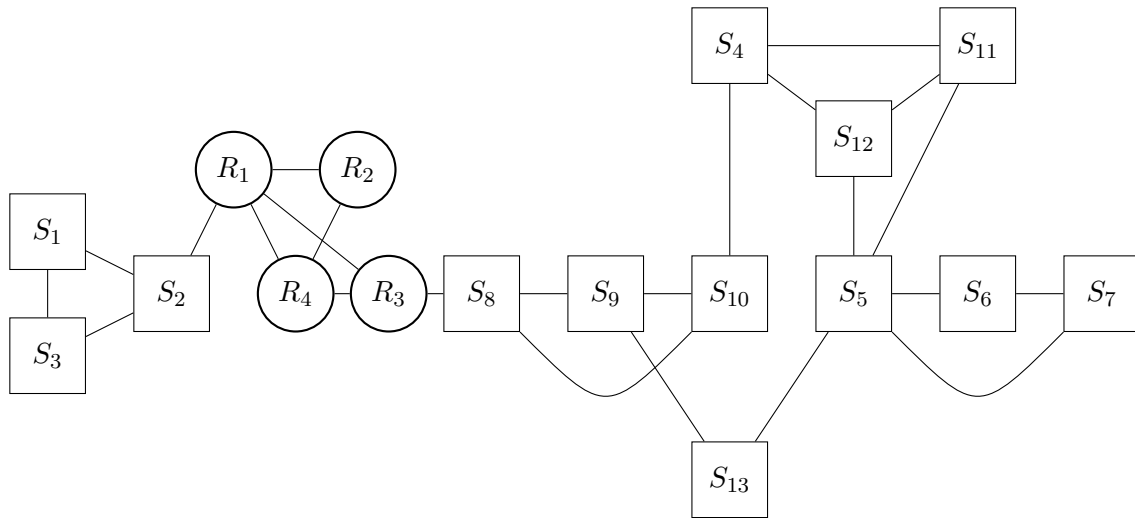 S₄
S₁₁
S₁₂
R₁
R₂
S₁
S₂
R₄
R₃
S₈
S₉
S₁₀
S₅
S₆
S₇
S₃
S₁₃